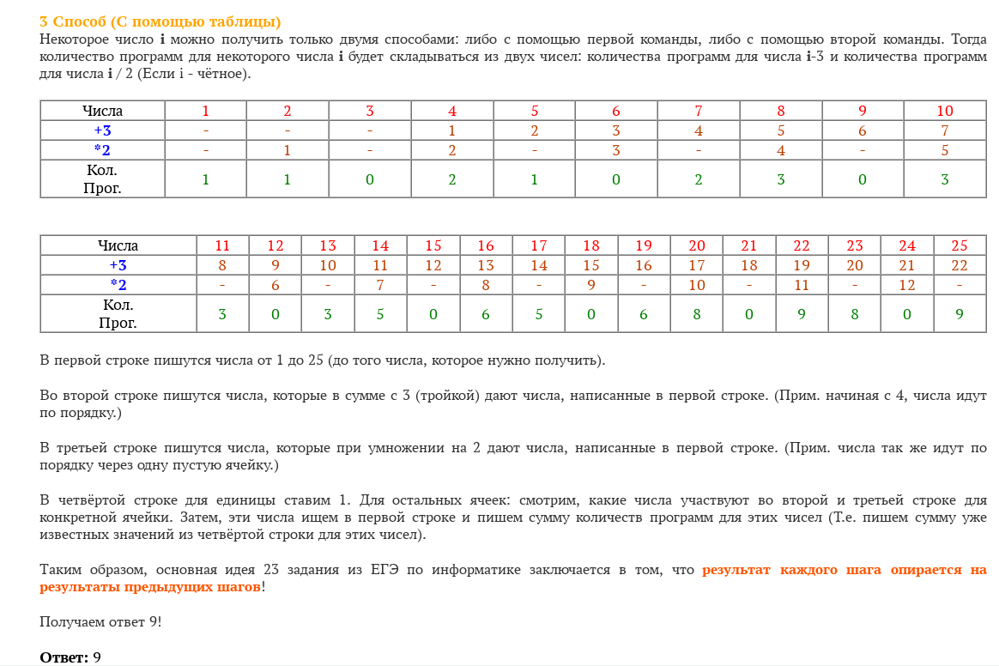 3 Способ (С помощью таблицы)
Некоторое число i можно получить только двумя способами: либо с помощью первой команды, либо с помощью второй команды. Тогда
количество программ для некоторого числа i будет складываться из двух чисел: количества программ для числа i-3 и количества программ
для числа i / 2 (Если i - чётное).
Числа 1 2 3 4 5 6 7 8 9 10
+3 - - - 1 2 3 4 5 6 7
*2 - 1 - 2 - 3 - 4 - 5
Кол.
Прог. 1 1 0 2 1 0 2 3 0 3
Числа 11 12 13 14 15 16 17 18 19 20 21 22 23 24 25
+3 8 9 10 11 12 13 14 15 16 17 18 19 20 21 22
*2 - 6 - 7 - 8 - 9 - 10 - 11 - 12 -
Кол.
Прог. 3 0 3 5 0 6 5 0 6 8 0 9 8 0 9
В первой строке пишутся числа от 1 до 25 (до того числа, которое нужно получить).
Во второй строке пишутся числа, которые в сумме с 3 (тройкой) дают числа, написанные в первой строке. (Прим. начиная с 4, числа идут
по порядку.)
В третьей строке пишутся числа, которые при умножении на 2 дают числа, написанные в первой строке. (Прим. числа так же идут по
порядку через одну пустую ячейку.)
В четвёртой строке для единицы ставим 1. Для остальных ячеек: смотрим, какие числа участвуют во второй и третьей строке для
конкретной ячейки. Затем, эти числа ищем в первой строке и пишем сумму количеств программ для этих чисел (Т.е. пишем сумму уже
известных значений из четвёртой строки для этих чисел).
Таким образом, основная идея 23 задания из ЕГЭ по информатике заключается в том, что результат каждого шага опирается на
результаты предыдущих шагов!
Получаем ответ 9!
Ответ: 9